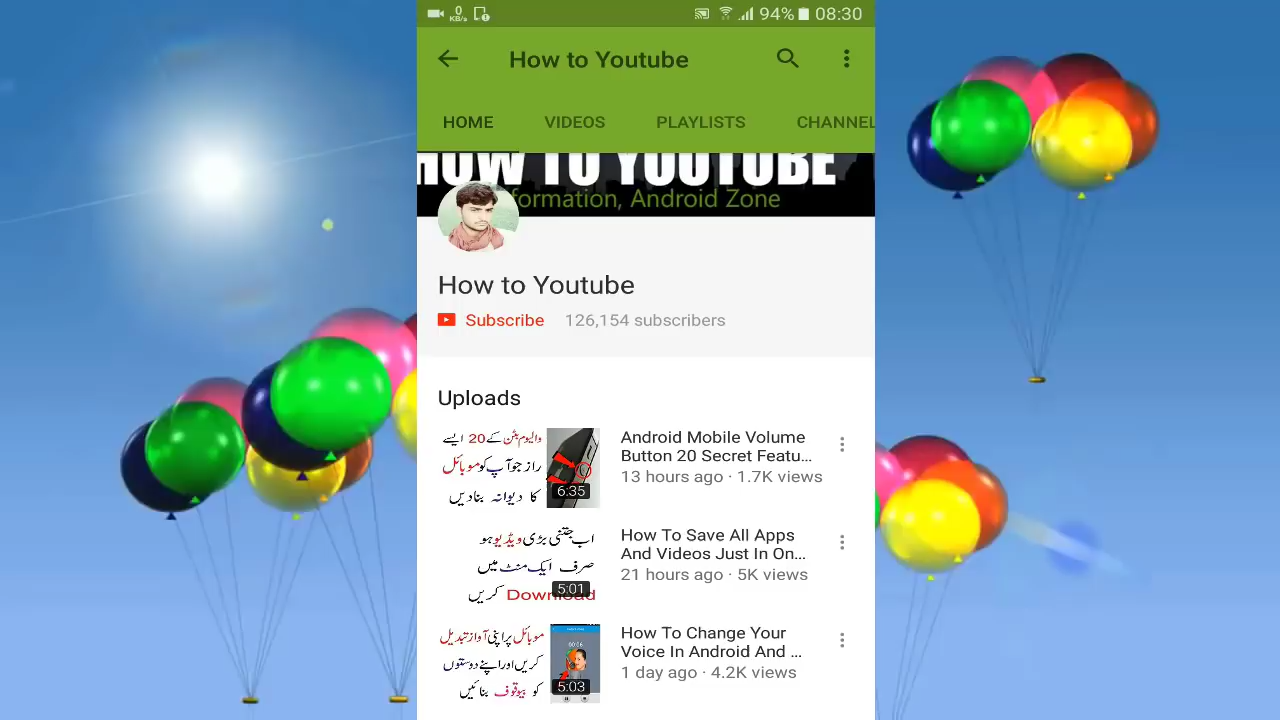 0
KB/s
94% 08:30
How to Youtube
HOME VIDEOS PLAYLISTS CHANNEL
HOW TO YOUTUBE
formation, Android Zone
How to Youtube
Subscribe 126,154 subscribers
Uploads
والیوم بٹن کے 20 ایسے
راز جو آپ کو موبائل
کا دیوانہ بنا دیں
6:35
Android Mobile Volume
Button 20 Secret Featu...
13 hours ago · 1.7K views
اب جتنی بڑی ویڈیو ہو
صرف ایک منٹ میں
Download کریں
5:01
How To Save All Apps
And Videos Just In On...
21 hours ago · 5K views
موبائل پر اپنی آواز تبدیل
کریں اور اپنے دوستوں
کو بیوقوف بنائیں
00:06
5:03
How To Change Your
Voice In Android And ...
1 day ago · 4.2K views